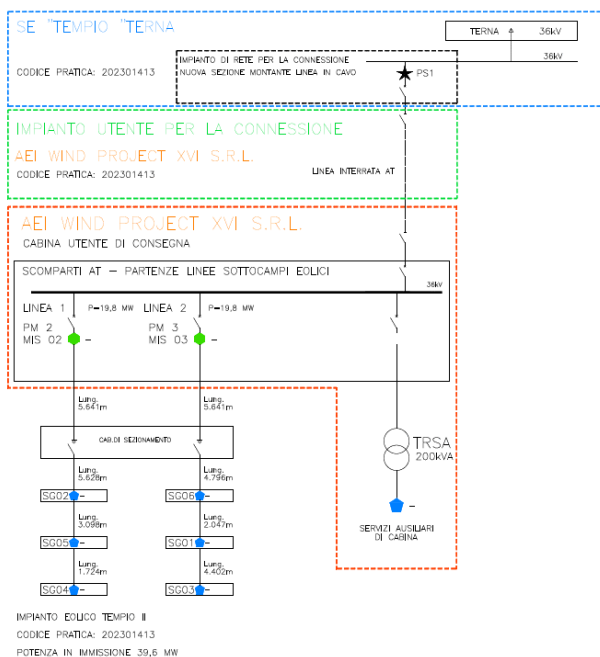 SE "TEMPIO "TERNA
TERNA 36kV
36kV
IMPIANTO DI RETE PER LA CONNESSIONE
NUOVA SEZIONE MONTANTE LINEA IN CAVO
CODICE PRATICA: 202301413
PS1
IMPIANTO UTENTE PER LA CONNESSIONE
AEI WIND PROJECT XVI S.R.L.
CODICE PRATICA: 202301413
LINEA INTERRATA AT
AEI WIND PROJECT XVI S.R.L.
CABINA UTENTE DI CONSEGNA
SCOMPARTI AT – PARTENZE LINEE SOTTOCAMPI EOLICI
36kV
LINEA 1 P=19,8 MW LINEA 2 P=19,8 MW
PM 2 PM 3
MIS 02 – MIS 03 –
Lung. Lung.
5.641m 5.641m
CAB.DI SEZIONAMENTO
TRSA
200kVA
Lung. Lung.
5.628m 4.796m
SG02 – SG06 –
–
Lung. Lung.
3.098m 2.047m
SERVIZI AUSILIARI
DI CABINA
SG05 – SG01 –
Lung. Lung.
1.724m 4.402m
SG04 – SG03 –
IMPIANTO EOLICO TEMPIO II
CODICE PRATICA: 202301413
POTENZA IN IMMISSIONE 39,6 MW